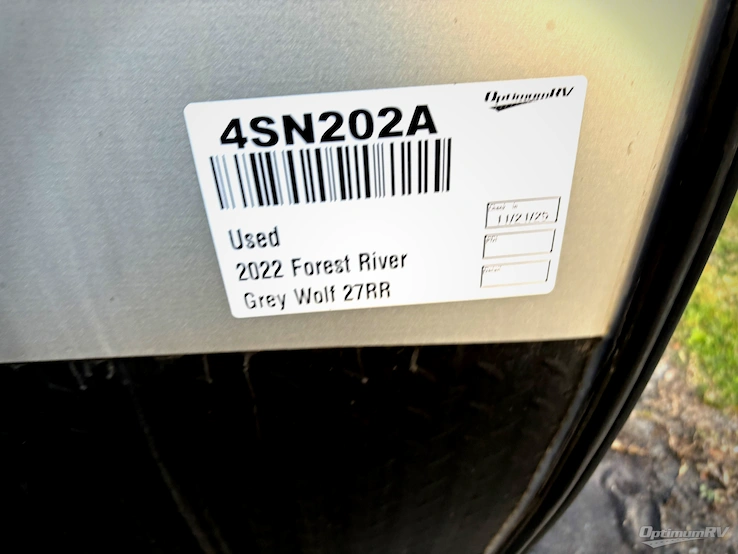 OptimumRV
4SN202A
Used
2022 Forest River
Grey Wolf 27RR
11/21/25
OptimumRV